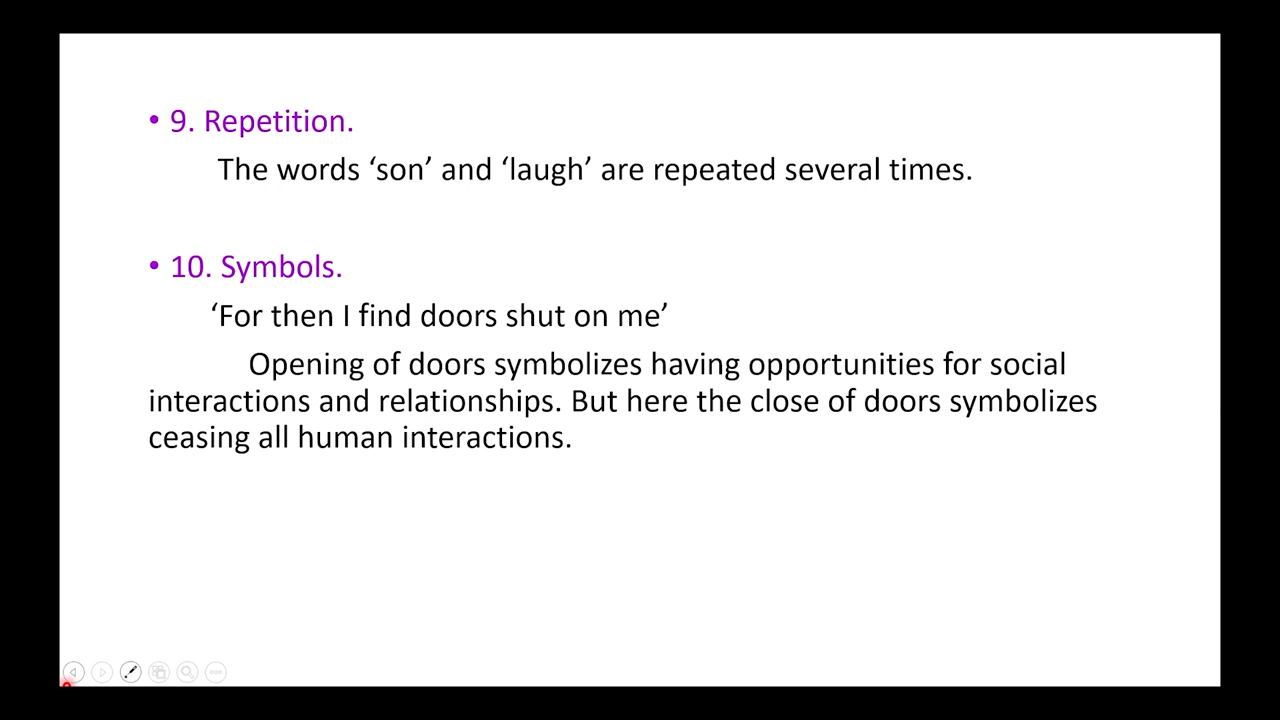 • 9. Repetition.
The words ‘son’ and ‘laugh’ are repeated several times.
• 10. Symbols.
‘For then I find doors shut on me’
Opening of doors symbolizes having opportunities for social
interactions and relationships. But here the close of doors symbolizes
ceasing all human interactions.